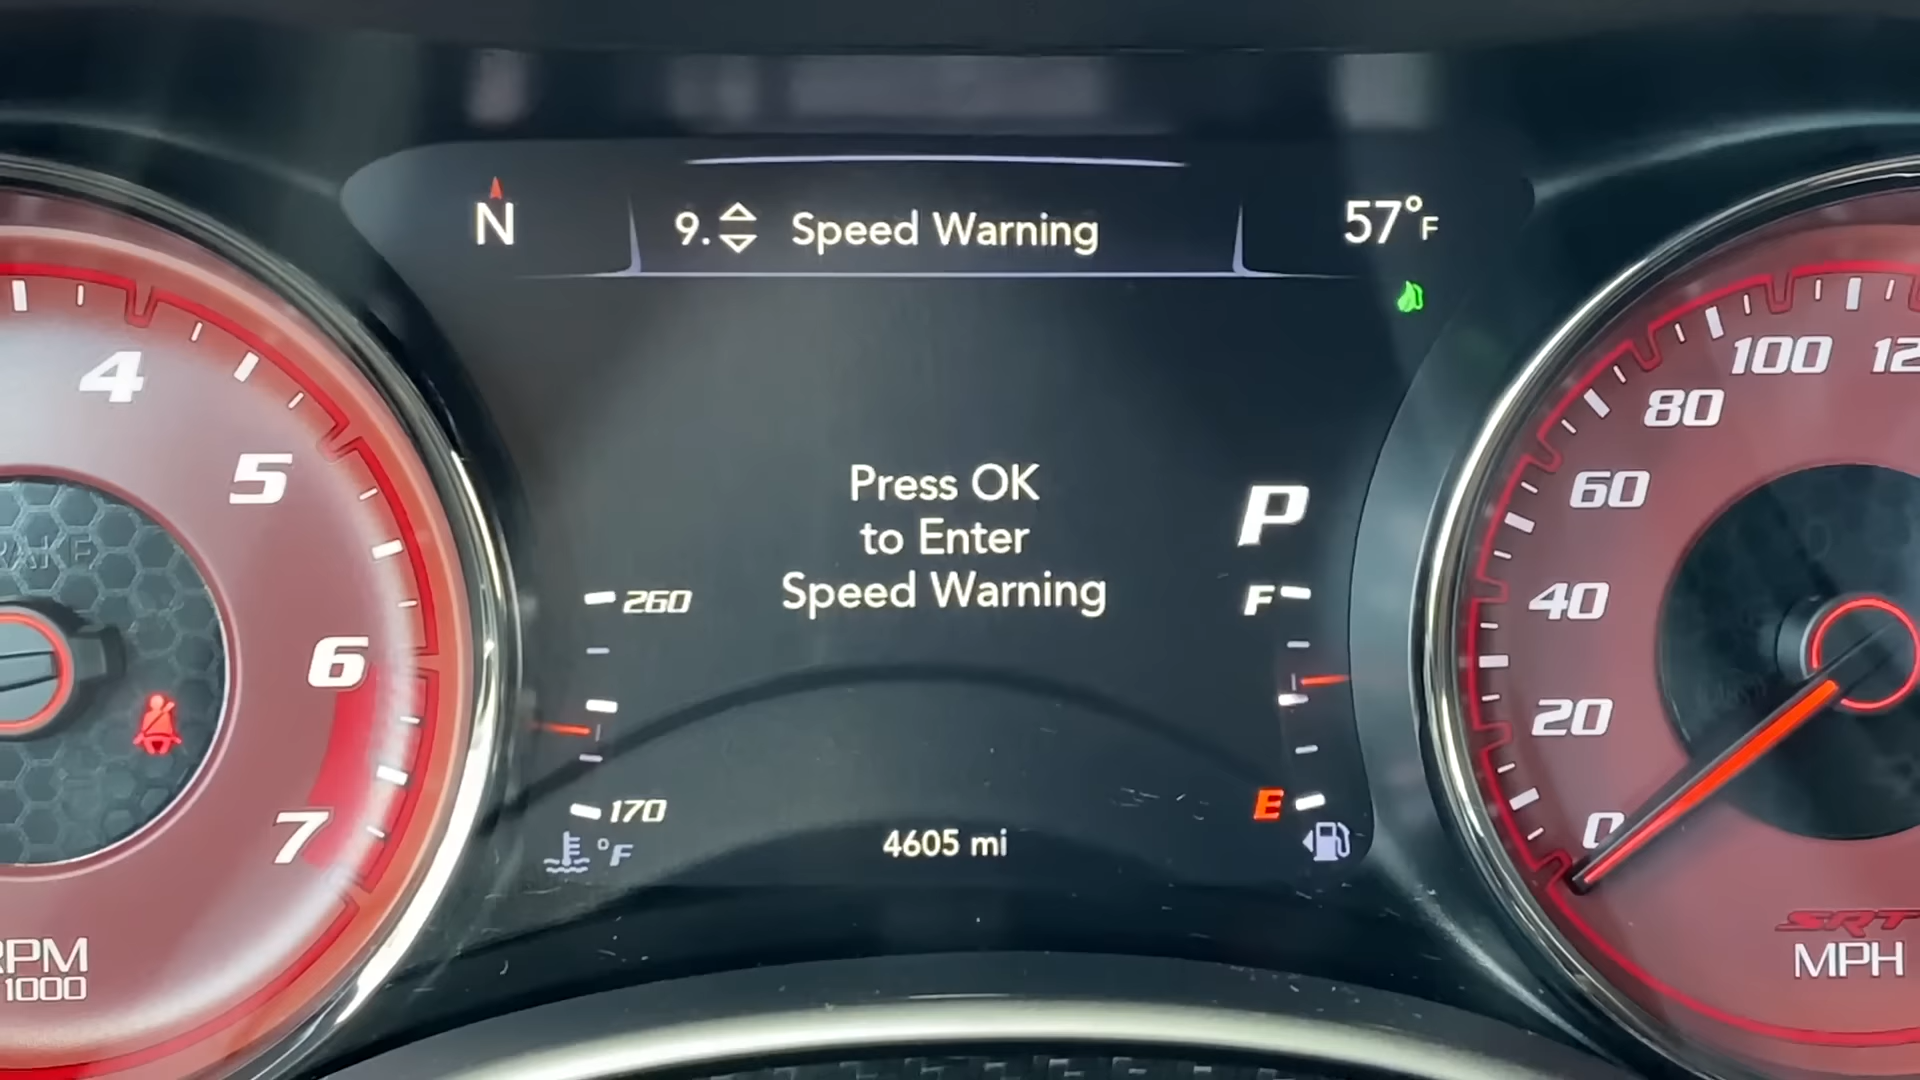 N
9. Speed Warning
57°F
Press OK
to Enter
Speed Warning
P
260
170
°F
F
E
4605 mi
4
5
6
7
RPM
1000
100
80
60
40
20
0
SRT
MPH